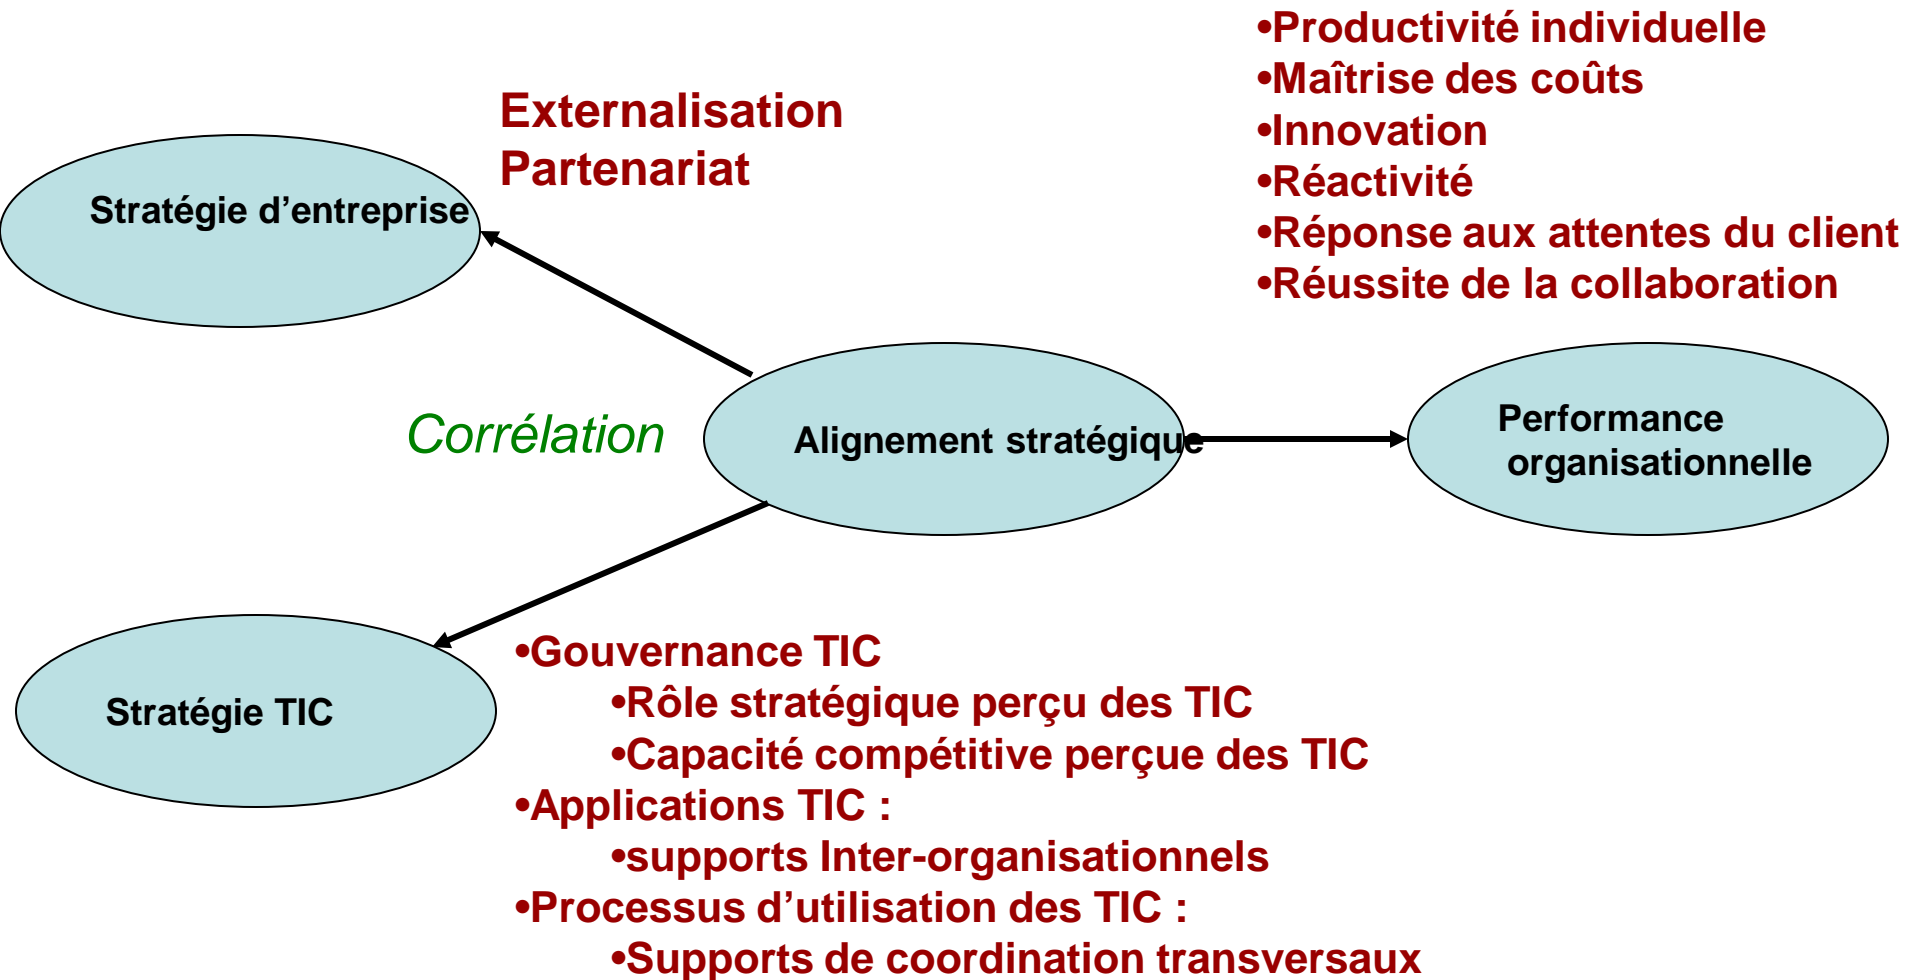 •Productivité individuelle
•Maîtrise des coûts
•Innovation
•Réactivité
•Réponse aux attentes du client
•Réussite de la collaboration
Externalisation
Partenariat
Stratégie d’entreprise
Corrélation
Alignement stratégique
Performance
organisationnelle
Stratégie TIC
•Gouvernance TIC
•Rôle stratégique perçu des TIC
•Capacité compétitive perçue des TIC
•Applications TIC :
•supports Inter-organisationnels
•Processus d’utilisation des TIC :
•Supports de coordination transversaux